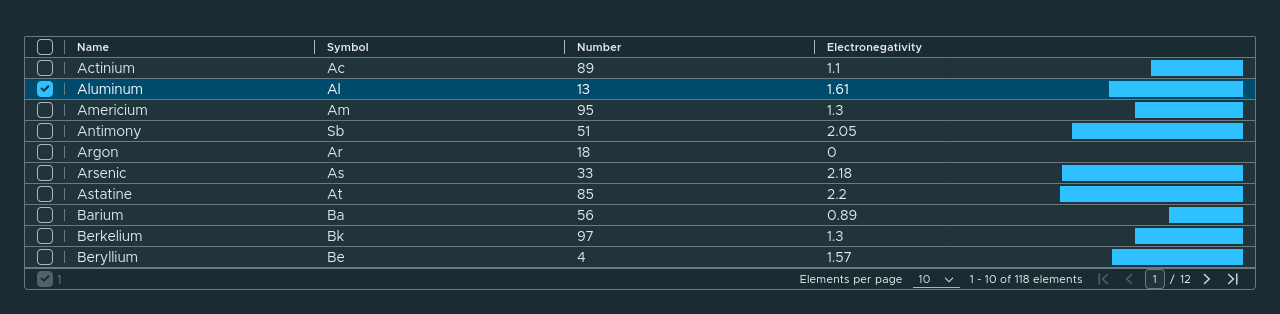 Name Symbol Number Electronegativity
Actinium Ac 89 1.1
Aluminum Al 13 1.61
Americium Am 95 1.3
Antimony Sb 51 2.05
Argon Ar 18 0
Arsenic As 33 2.18
Astatine At 85 2.2
Barium Ba 56 0.89
Berkelium Bk 97 1.3
Beryllium Be 4 1.57
1 Elements per page 10 1 - 10 of 118 elements 1 / 12